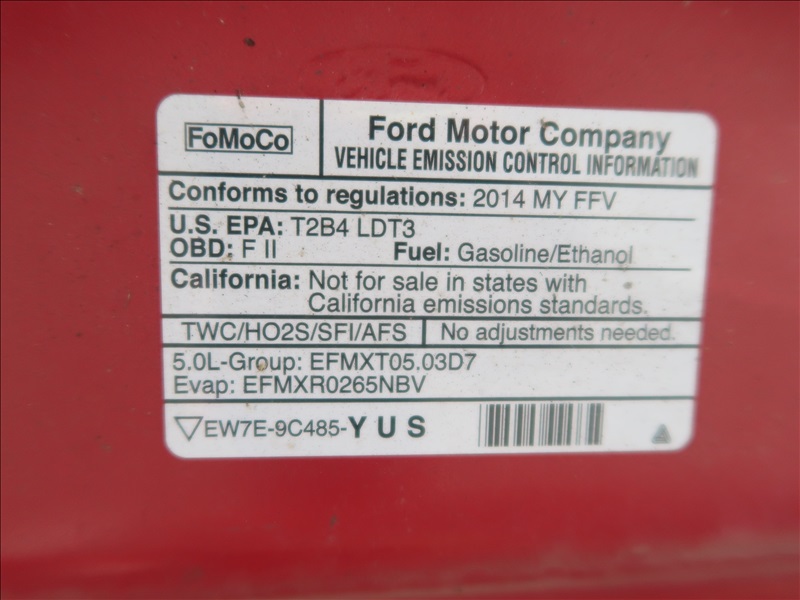 FoMoCo
Ford Motor Company
VEHICLE EMISSION CONTROL INFORMATION
Conforms to regulations: 2014 MY FFV
U.S. EPA: T2B4 LDT3
OBD: F II Fuel: Gasoline/Ethanol
California: Not for sale in states with
California emissions standards.
TWC/HO2S/SFI/AFS No adjustments needed.
5.0L-Group: EFMXT05.03D7
Evap: EFMXR0265NBV
EW7E-9C485-Y U S